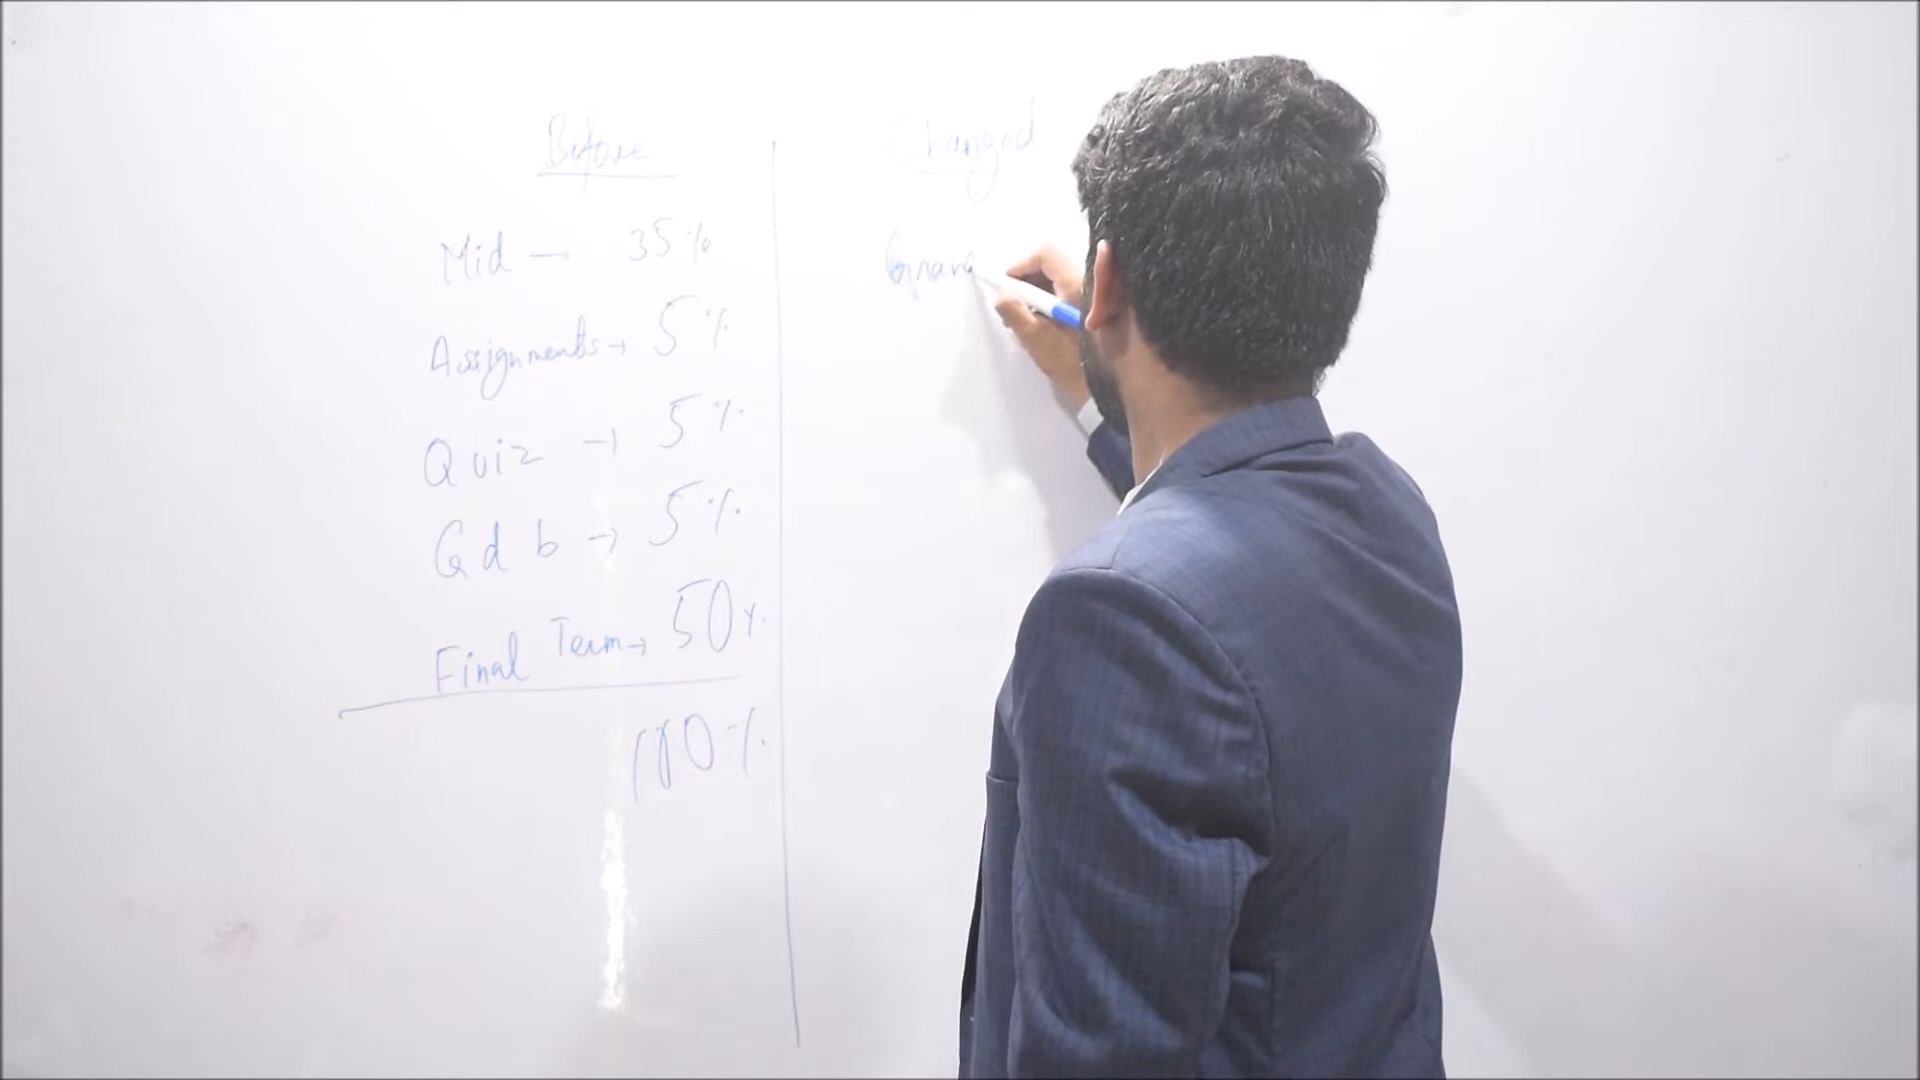 Before
Mid → 35%
Assignments → 5%
Quiz → 5%
Gdb → 5%
Final Term → 50%
100%
Changed